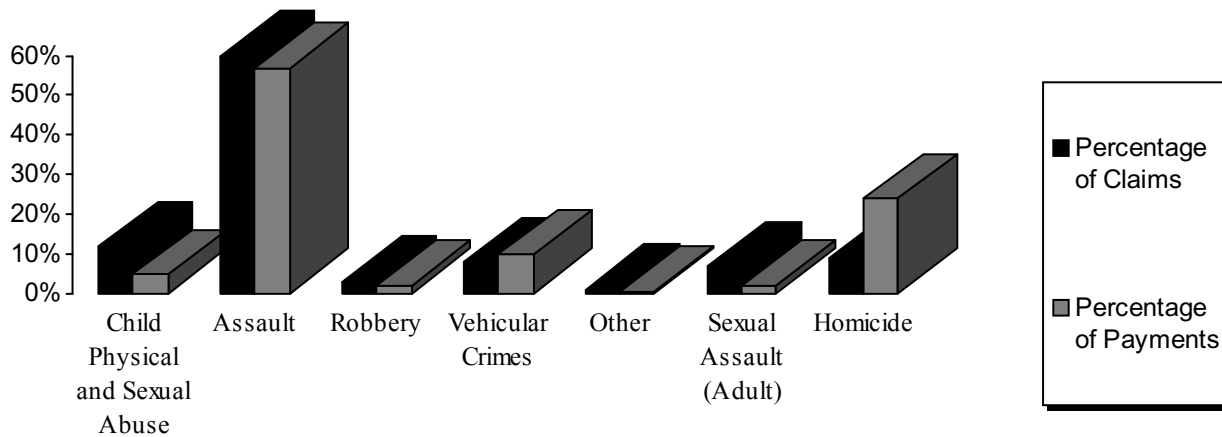 60%
50%
40%
30%
20%
10%
0%
Child
Physical
and Sexual
Abuse
Assault
Robbery
Vehicular
Crimes
Other
Sexual
Assault
(Adult)
Homicide
Percentage
of Claims
Percentage
of Payments